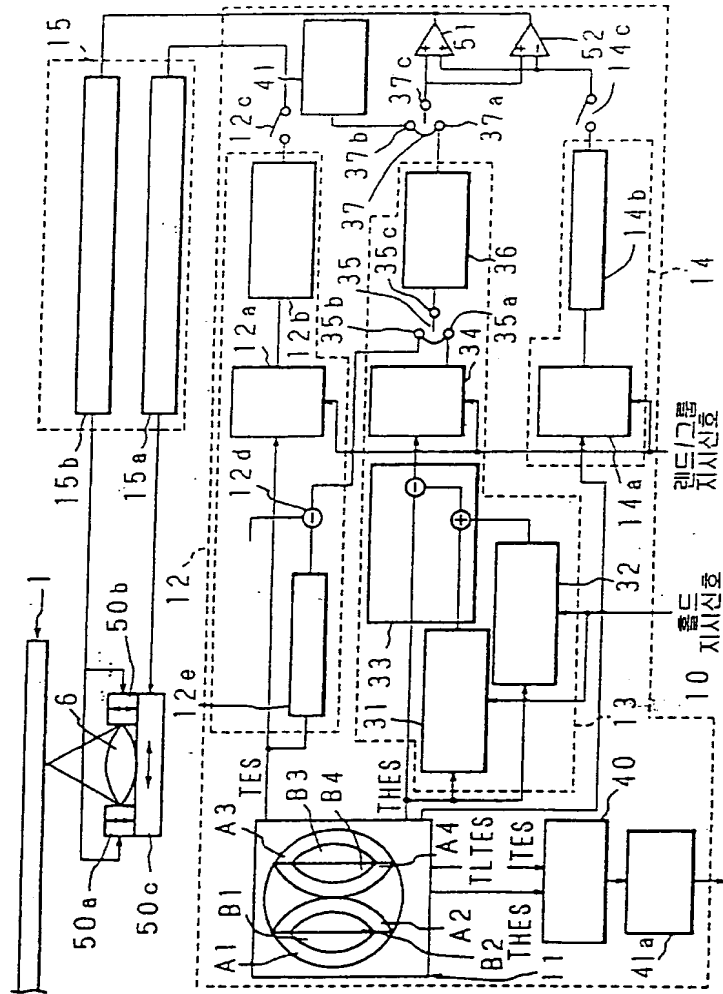 15
15b
15a
1
6
50a
50b
50c
41
12c
12
12a
12b
12d
12e
35b
35
35c
35a
34
36
37b
37c
37
37a
51
52
14c
14b
14
14a
랜드/그룹
지시신호
홀드
지시신호
33
31
32
13
10
TES
THES
A3
B3
B4
A1
B1
A4
A2
B2
TLTES
THES
TES
11
40
41a
+
-
+
+
+
-
-
-
+